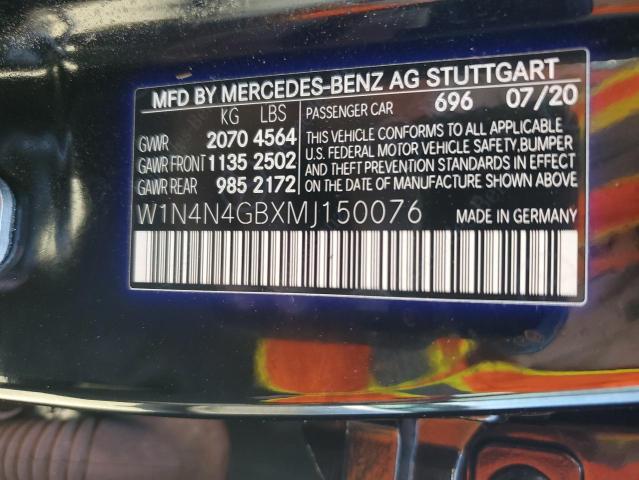 MFD BY MERCEDES-BENZ AG STUTTGART
KG LBS PASSENGER CAR 696 07/20
GVWR 2070 4564
GAWR FRONT 1135 2502
GAWR REAR 985 2172
THIS VEHICLE CONFORMS TO ALL APPLICABLE
U.S. FEDERAL MOTOR VEHICLE SAFETY,BUMPER
AND THEFT PREVENTION STANDARDS IN EFFECT
ON THE DATE OF MANUFACTURE SHOWN ABOVE.
W1N4N4GBXMJ150076 MADE IN GERMANY